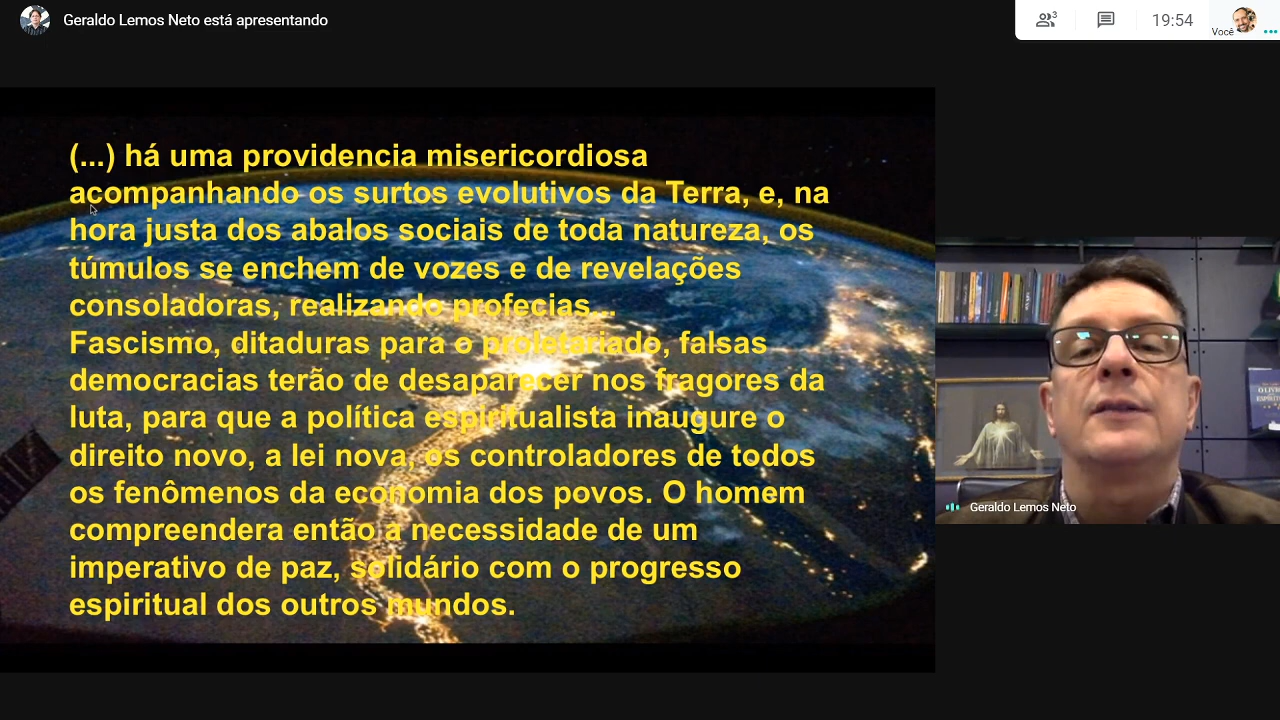 Geraldo Lemos Neto está apresentando
3
19:54
Você
(...) há uma providencia misericordiosa
acompanhando os surtos evolutivos da Terra, e, na
hora justa dos abalos sociais de toda natureza, os
túmulos se enchem de vozes e de revelações
consoladoras, realizando profecias...
Fascismo, ditaduras para o proletariado, falsas
democracias terão de desaparecer nos fragores da
luta, para que a política espiritualista inaugure o
direito novo, a lei nova, os controladores de todos
os fenômenos da economia dos povos. O homem
compreendera então a necessidade de um
imperativo de paz, solidário com o progresso
espiritual dos outros mundos.
Geraldo Lemos Neto